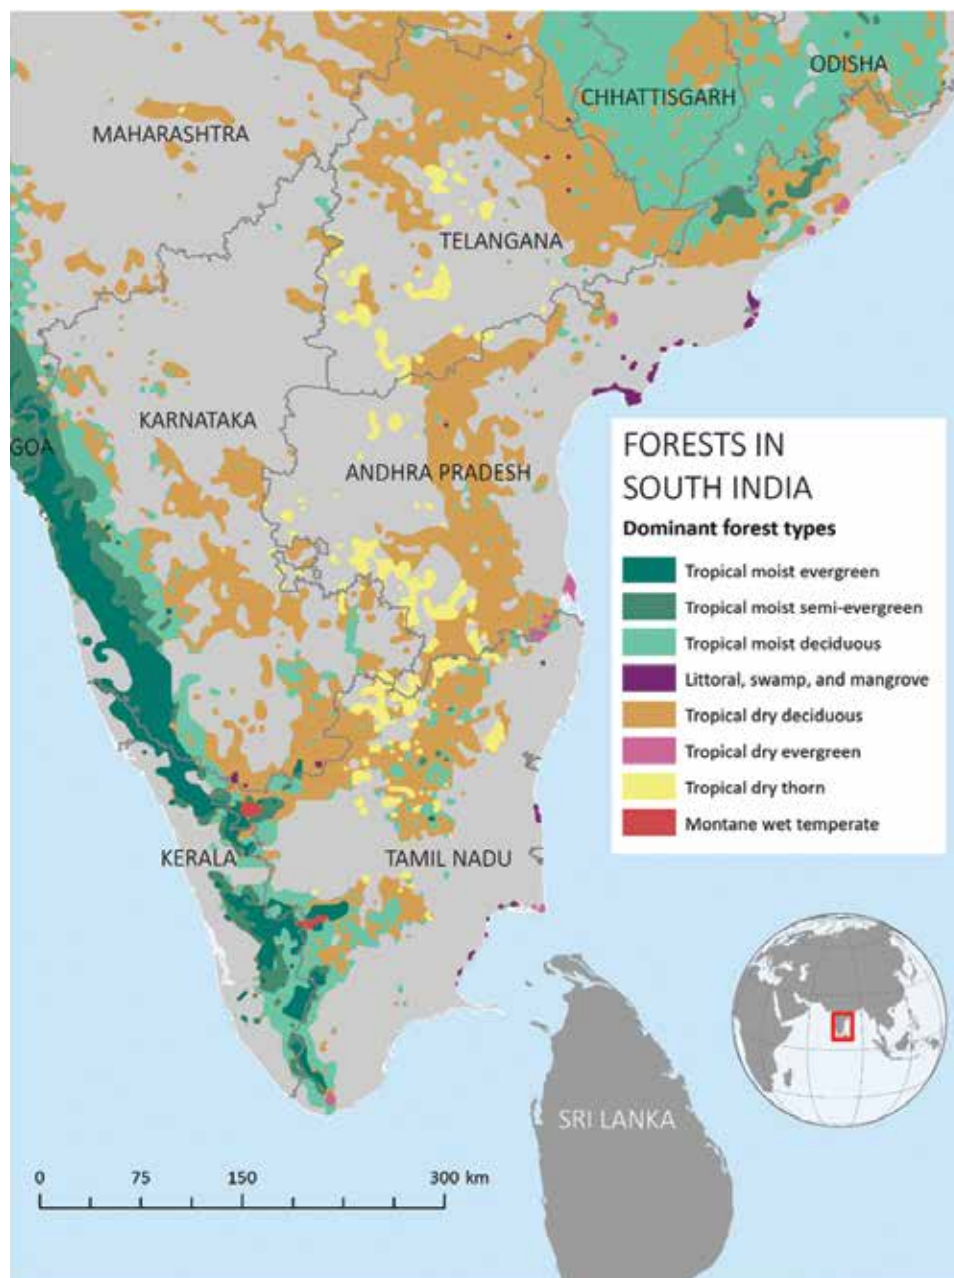 ODISHA
CHHATTISGARH
MAHARASHTRA
TELANGANA
KARNATAKA
GOA
ANDHRA PRADESH
FORESTS IN
SOUTH INDIA
Dominant forest types
Tropical moist evergreen
Tropical moist semi-evergreen
Tropical moist deciduous
Littoral, swamp, and mangrove
Tropical dry deciduous
Tropical dry evergreen
Tropical dry thorn
Montane wet temperate
KERALA
TAMIL NADU
SRI LANKA
0 75 150 300 km